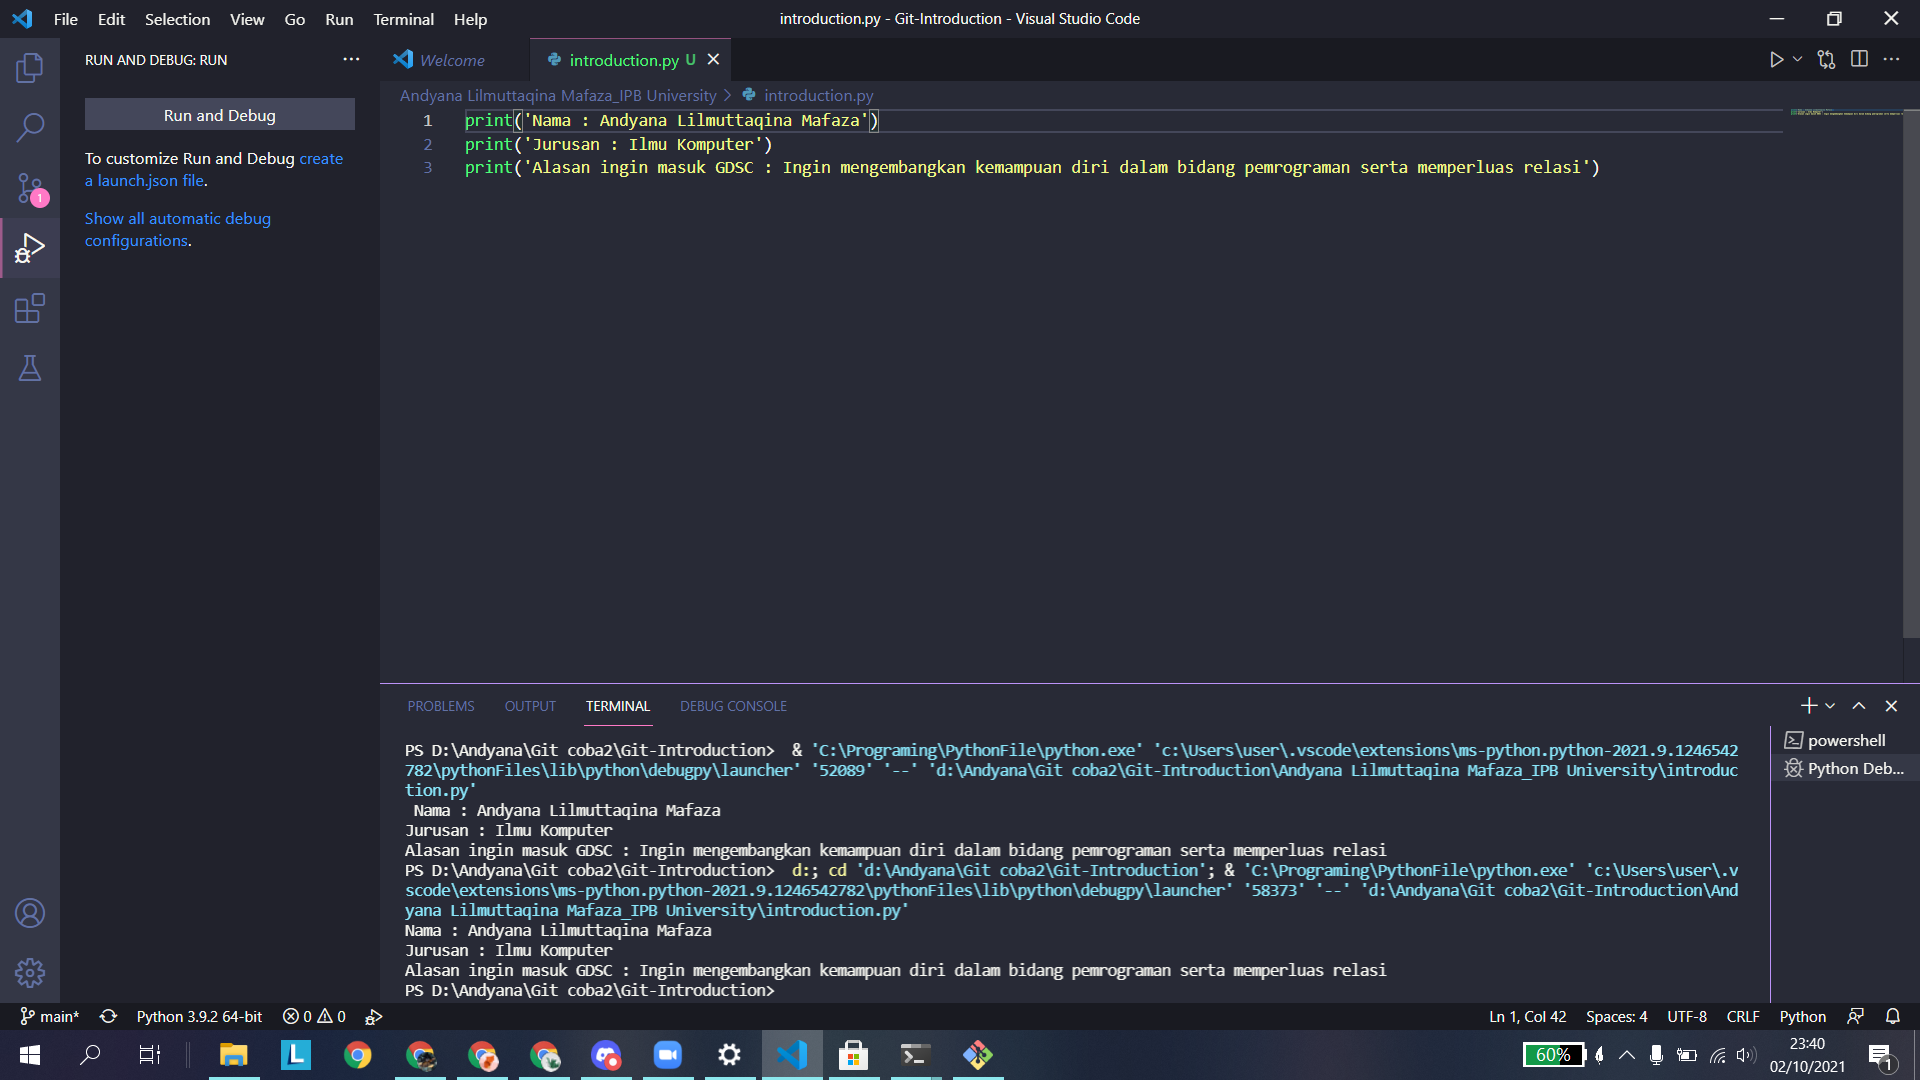 File Edit Selection View Go Run Terminal Help
introduction.py - Git-Introduction - Visual Studio Code
RUN AND DEBUG: RUN
Run and Debug
To customize Run and Debug create
a launch.json file.
Show all automatic debug
configurations.
1
Welcome
introduction.py U
Andyana Lilmuttaqina Mafaza_IPB University > introduction.py
1 print('Nama : Andyana Lilmuttaqina Mafaza')
2 print('Jurusan : Ilmu Komputer')
3 print('Alasan ingin masuk GDSC : Ingin mengembangkan kemampuan diri dalam bidang pemrograman serta memperluas relasi')
PROBLEMS OUTPUT TERMINAL DEBUG CONSOLE
PS D:\Andyana\Git coba2\Git-Introduction>  & 'C:\Programing\PythonFile\python.exe' 'c:\Users\user\.vscode\extensions\ms-python.python-2021.9.1246542
782\pythonFiles\lib\python\debugpy\launcher' '52089' '--' 'd:\Andyana\Git coba2\Git-Introduction\Andyana Lilmuttaqina Mafaza_IPB University\introduc
tion.py'
Nama : Andyana Lilmuttaqina Mafaza
Jurusan : Ilmu Komputer
Alasan ingin masuk GDSC : Ingin mengembangkan kemampuan diri dalam bidang pemrograman serta memperluas relasi
PS D:\Andyana\Git coba2\Git-Introduction>  d:; cd 'd:\Andyana\Git coba2\Git-Introduction'; & 'C:\Programing\PythonFile\python.exe' 'c:\Users\user\.v
scode\extensions\ms-python.python-2021.9.1246542782\pythonFiles\lib\python\debugpy\launcher' '58373' '--' 'd:\Andyana\Git coba2\Git-Introduction\And
yana Lilmuttaqina Mafaza_IPB University\introduction.py'
Nama : Andyana Lilmuttaqina Mafaza
Jurusan : Ilmu Komputer
Alasan ingin masuk GDSC : Ingin mengembangkan kemampuan diri dalam bidang pemrograman serta memperluas relasi
PS D:\Andyana\Git coba2\Git-Introduction>
powershell
Python Deb...
main* Python 3.9.2 64-bit 0 0
Ln 1, Col 42 Spaces: 4 UTF-8 CRLF Python
L
60%
23:40
02/10/2021
1